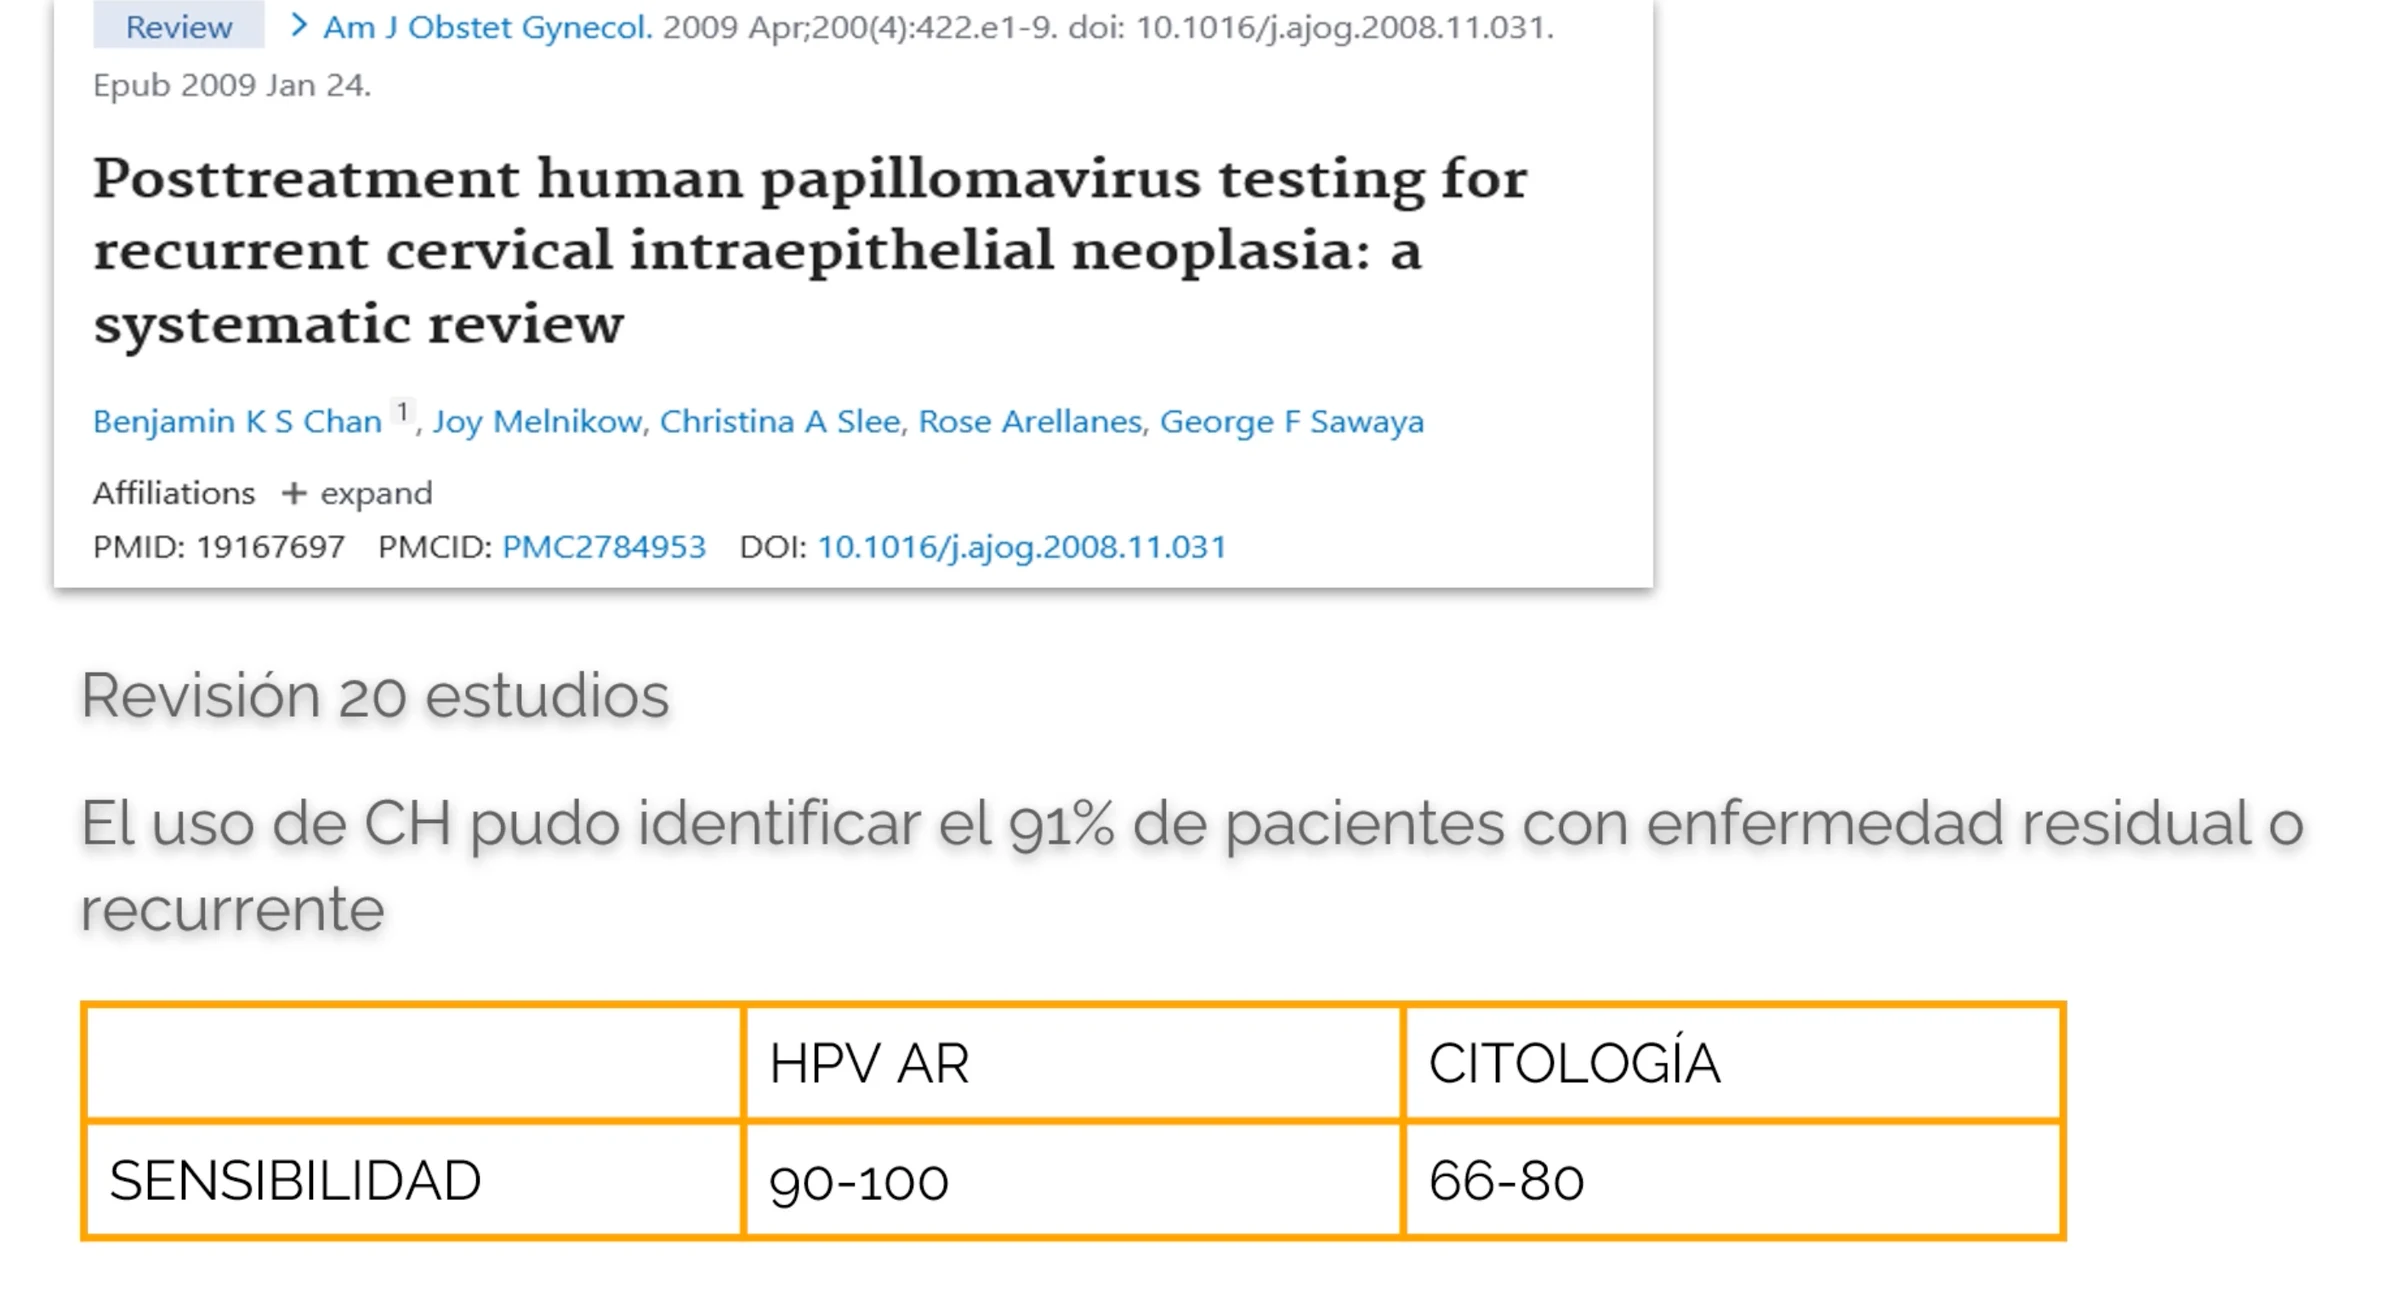 Review > Am J Obstet Gynecol. 2009 Apr;200(4):422.e1-9. doi: 10.1016/j.ajog.2008.11.031.
Epub 2009 Jan 24.
Posttreatment human papillomavirus testing for
recurrent cervical intraepithelial neoplasia: a
systematic review
Benjamin K S Chan 1, Joy Melnikow, Christina A Slee, Rose Arellanes, George F Sawaya
Affiliations + expand
PMID: 19167697 PMCID: PMC2784953 DOI: 10.1016/j.ajog.2008.11.031
Revisión 20 estudios
El uso de CH pudo identificar el 91% de pacientes con enfermedad residual o
recurrente
HPV AR CITOLOGÍA
SENSIBILIDAD 90-100 66-80